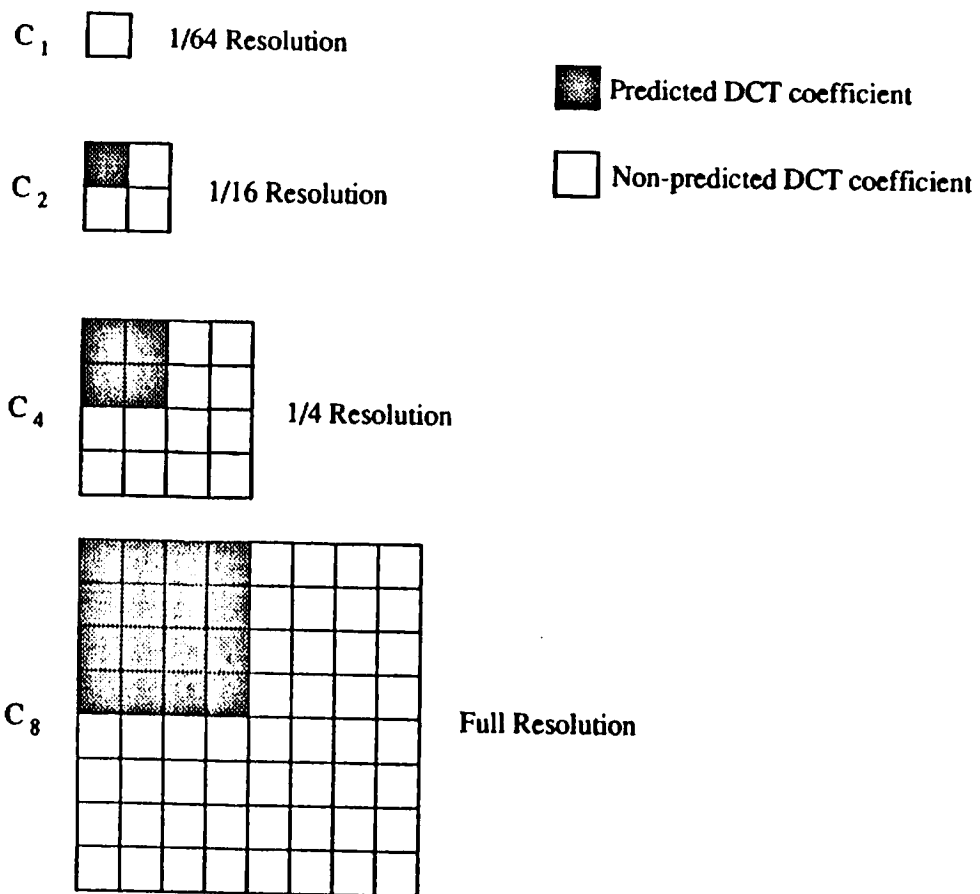 C1 1/64 Resolution
Predicted DCT coefficient
Non-predicted DCT coefficient
C2 1/16 Resolution
C4 1/4 Resolution
C8 Full Resolution